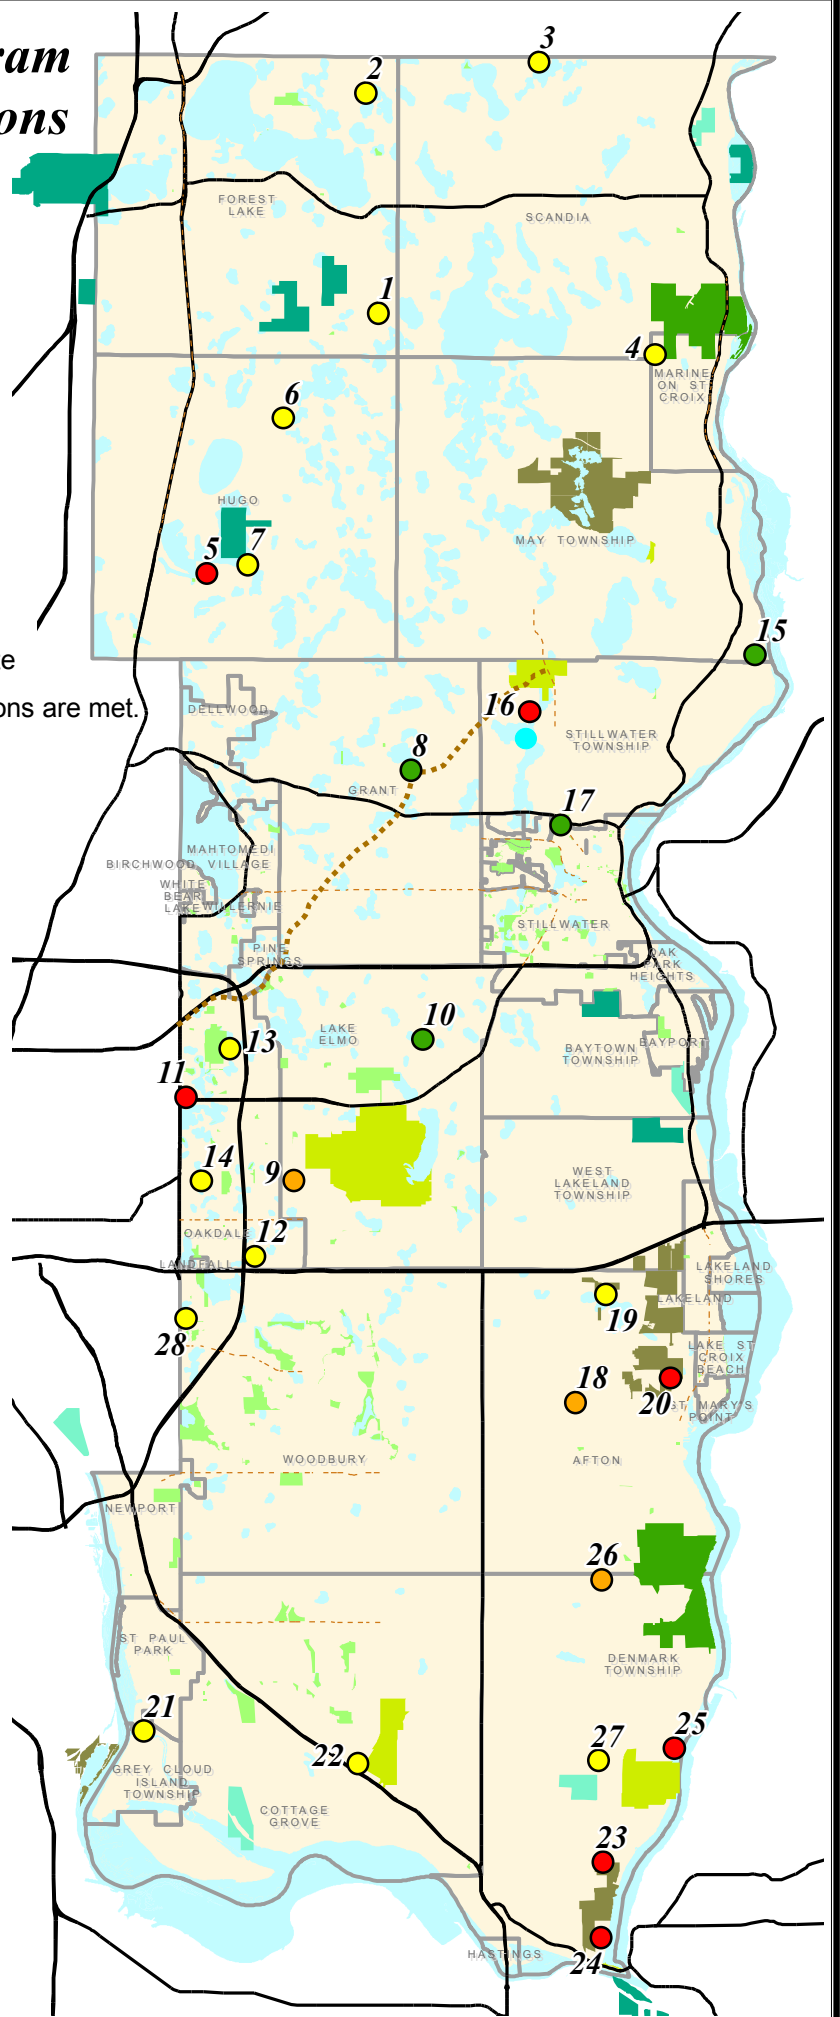 ram
ons
3
2
FOREST
LAKE
SCANDIA
1
4
MARINE
ON ST
CROIX
6
HUGO
5
7
MAY TOWNSHIP
15
te
ons are met.
DELLWOOD
16
STILLWATER
TOWNSHIP
8
GRANT
17
MAHTOMEDI
BIRCHWOOD VILLAGE
WHITE
BEAR
LAKE
WILLERNIE
STILLWATER
PINE
SPRINGS
OAK
PARK
HEIGHTS
LAKE
ELMO
10
13
BAYTOWN
TOWNSHIP
BAYPORT
11
14
9
WEST
LAKELAND
TOWNSHIP
OAKDALE
12
LANDFALL
LAKELAND
SHORES
LAKELAND
19
28
LAKE ST
CROIX
BEACH
18
20
ST MARY'S
POINT
WOODBURY
AFTON
NEWPORT
26
ST PAUL
PARK
DENMARK
TOWNSHIP
21
25
22
27
GREY CLOUD
ISLAND
TOWNSHIP
COTTAGE
GROVE
23
HASTINGS
24